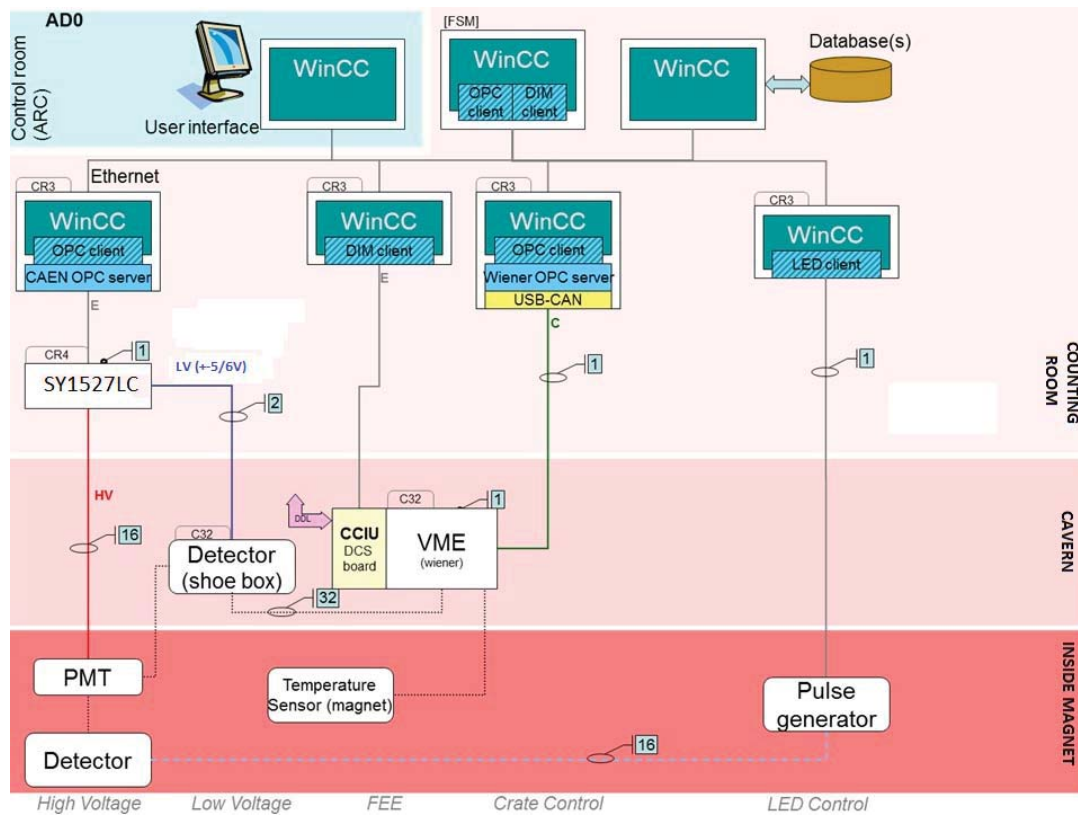 AD0
Control room
(ARC)
User interface
WinCC
[FSM]
WinCC
OPC
client
DIM
client
WinCC
Database(s)
Ethernet
CR3
WinCC
OPC client
CAEN OPC server
E
CR3
WinCC
DIM client
E
CR3
WinCC
OPC client
Wiener OPC server
USB-CAN
C
CR3
WinCC
LED client
CR4
1
SY1527LC
LV (+-5/6V)
2
1
1
COUNTING
ROOM
HV
16
C32
Detector
(shoe box)
32
DDL
CCIU
DCS
board
C32
1
VME
(wiener)
CAVERN
PMT
Temperature
Sensor (magnet)
Pulse
generator
Detector
16
INSIDE MAGNET
High Voltage
Low Voltage
FEE
Crate Control
LED Control